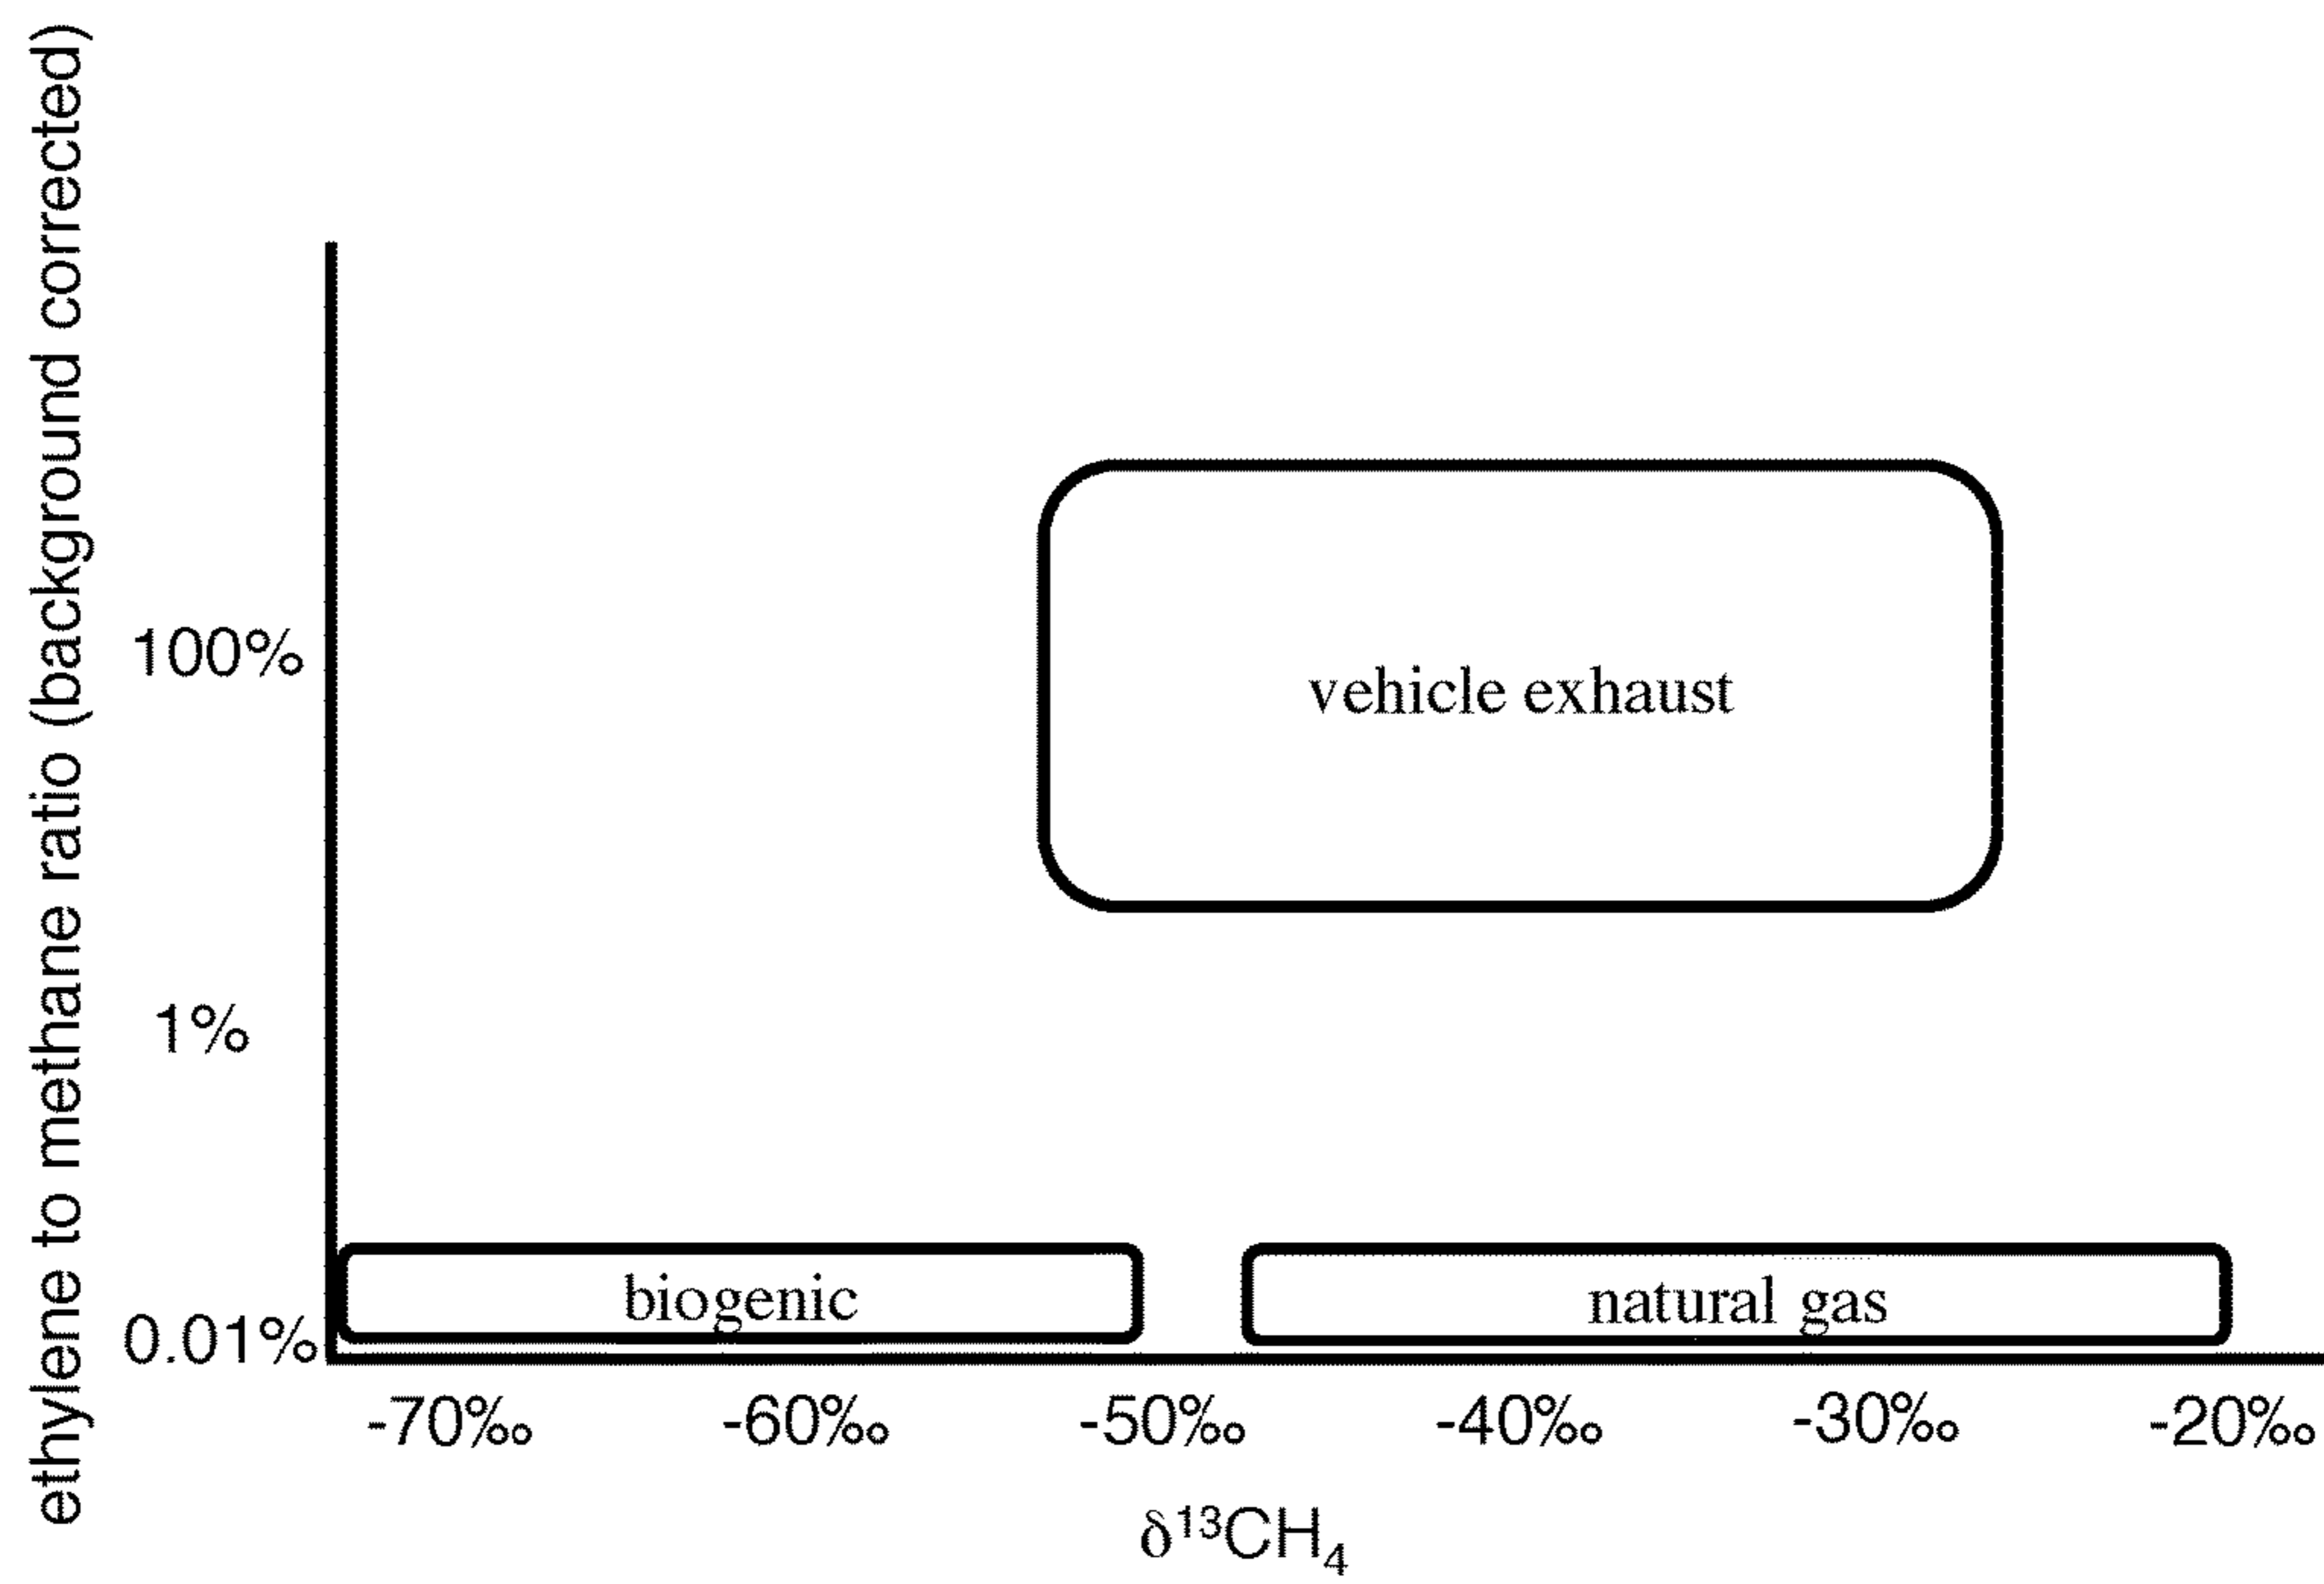 ethylene to methane ratio (background corrected)
100%
vehicle exhaust
1%
biogenic
natural gas
0.01%
-70‰ -60‰ -50‰ -40‰ -30‰ -20‰
δ¹³CH₄